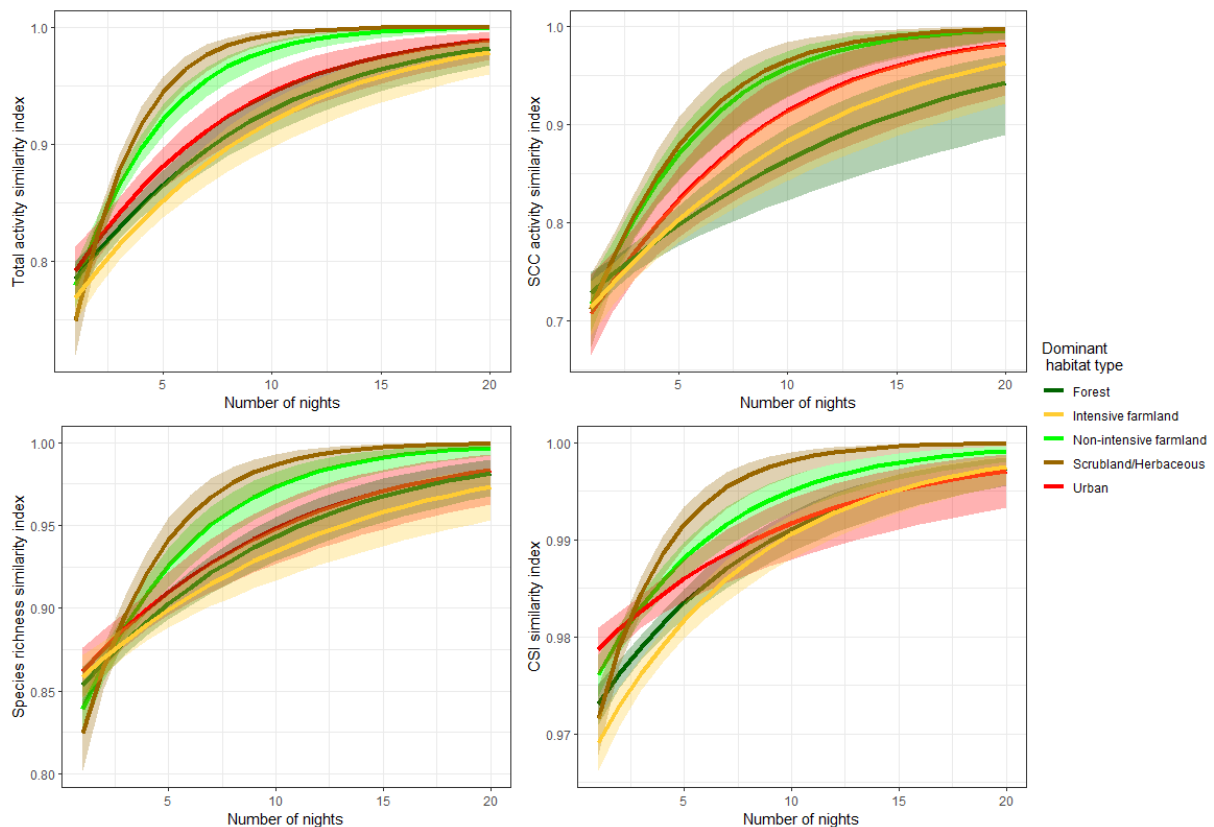 1.0
0.9
0.8
Total activity similarity index
5
10
15
20
Number of nights
1.0
0.9
0.8
0.7
SCC activity similarity index
5
10
15
20
Number of nights
1.00
0.95
0.90
0.85
0.80
Species richness similarity index
5
10
15
20
Number of nights
1.00
0.99
0.98
0.97
CSI similarity index
5
10
15
20
Number of nights
Dominant
habitat type
Forest
Intensive farmland
Non-intensive farmland
Scrubland/Herbaceous
Urban